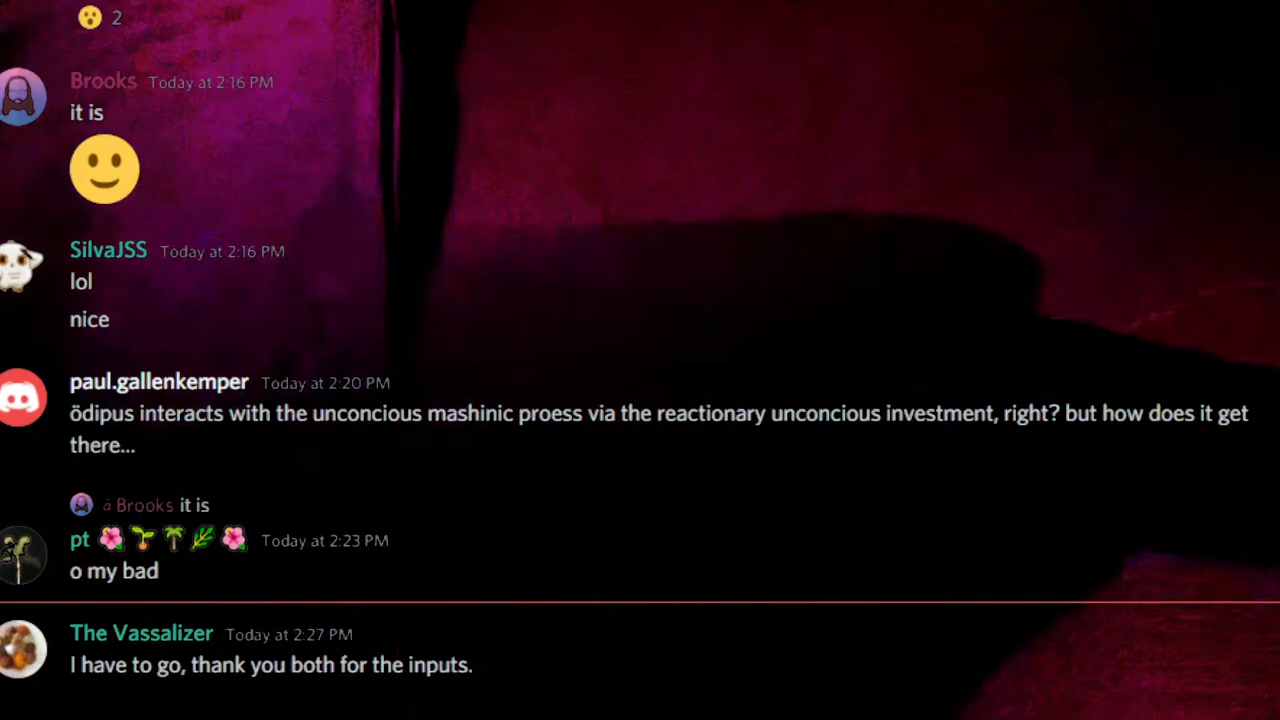 2
Brooks Today at 2:16 PM
it is
SilvaJSS Today at 2:16 PM
lol
nice
paul.gallenkemper Today at 2:20 PM
ödipus interacts with the unconcious mashinic proess via the reactionary unconcious investment, right? but how does it get
there...
Brooks it is
pt 🌺 🌱 🌴 🌿 🌺 Today at 2:23 PM
o my bad
The Vassalizer Today at 2:27 PM
I have to go, thank you both for the inputs.